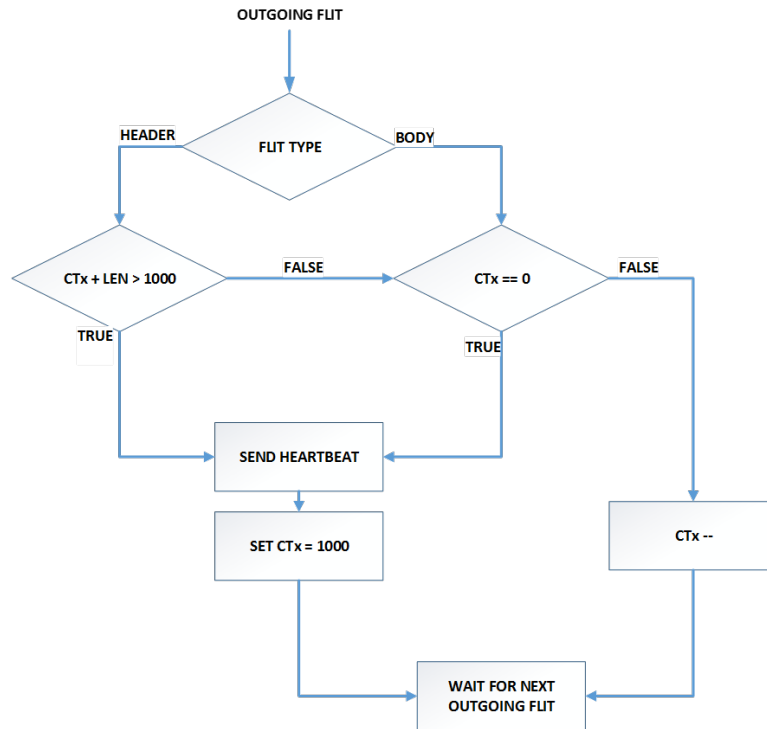 OUTGOING FLIT
HEADER
BODY
FLIT TYPE
CTx + LEN > 1000
FALSE
CTx == 0
FALSE
TRUE
TRUE
SEND HEARTBEAT
SET CTx = 1000
CTx --
WAIT FOR NEXT
OUTGOING FLIT